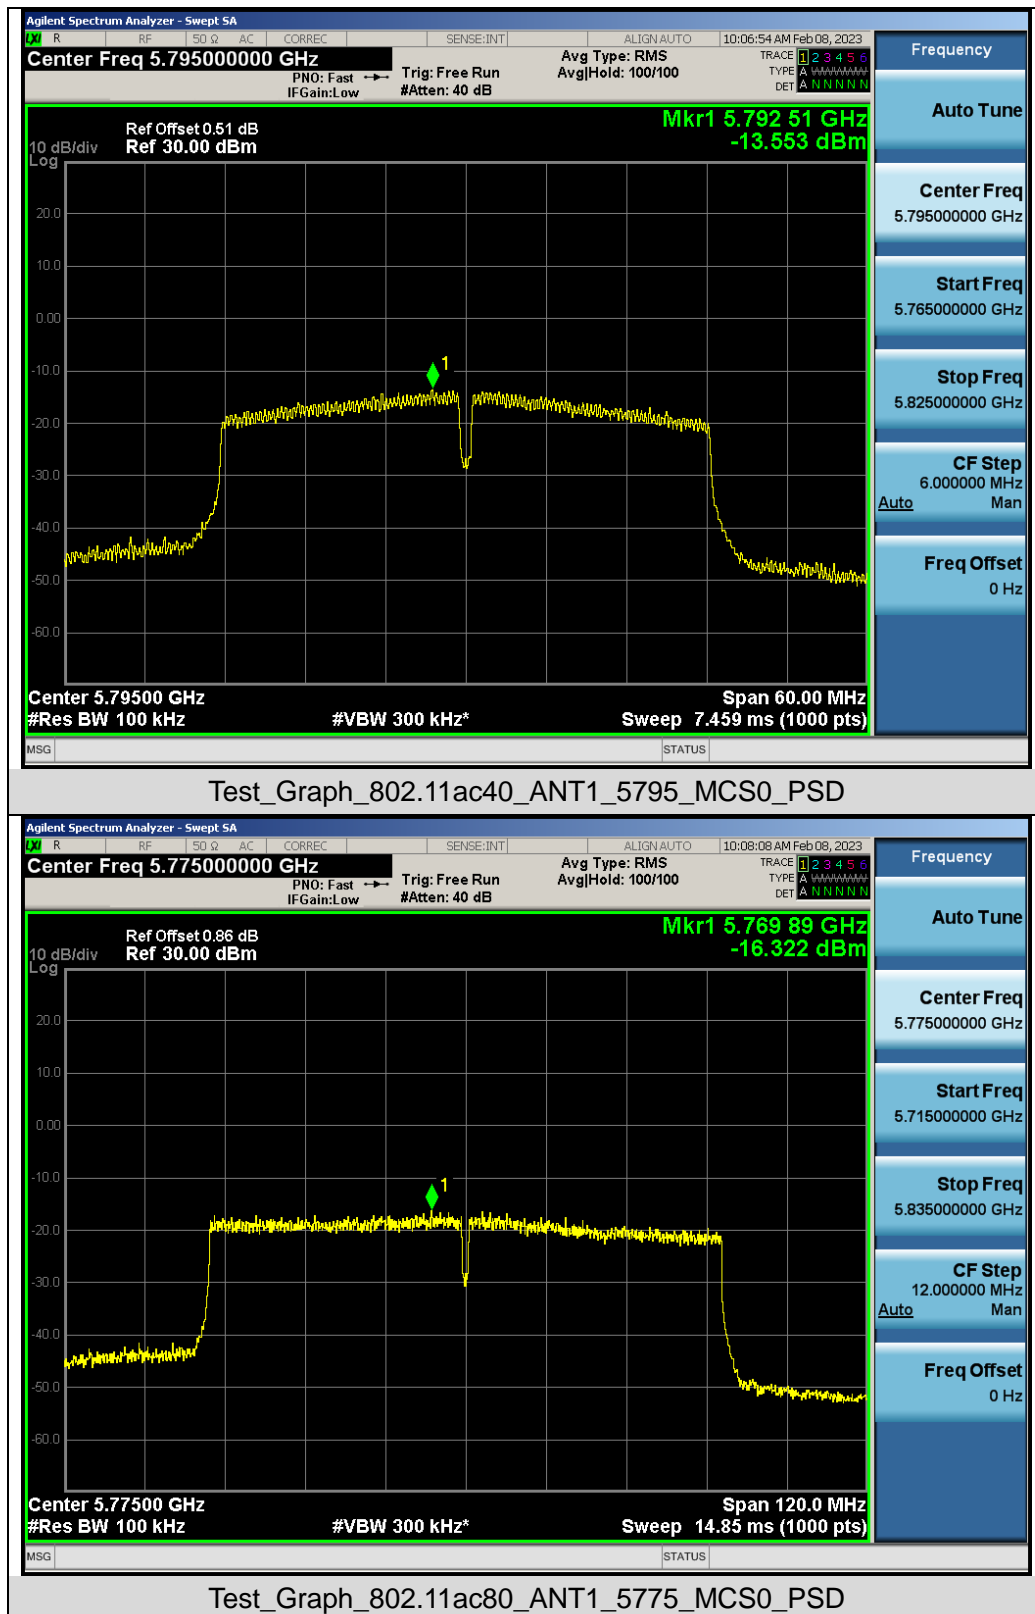 Agilent Spectrum Analyzer - Swept SA
LXI R RF 50 Ω AC CORREC SENSE:INT ALIGN AUTO 10:06:54 AM Feb 08, 2023
Center Freq 5.795000000 GHz
PNO: Fast
IFGain:Low
Trig: Free Run
#Atten: 40 dB
Avg Type: RMS
Avg|Hold: 100/100
TRACE 1 2 3 4 5 6
TYPE A WWWWW
DET A N N N N N
Ref Offset 0.51 dB
10 dB/div Ref 30.00 dBm
Log
Mkr1 5.792 51 GHz
-13.553 dBm
20.0
10.0
0.00
-10.0
-20.0
-30.0
-40.0
-50.0
-60.0
1
Center 5.79500 GHz Span 60.00 MHz
#Res BW 100 kHz #VBW 300 kHz* Sweep 7.459 ms (1000 pts)
MSG STATUS
Frequency
Auto Tune
Center Freq
5.795000000 GHz
Start Freq
5.765000000 GHz
Stop Freq
5.825000000 GHz
CF Step
6.000000 MHz
Auto Man
Freq Offset
0 Hz
Test_Graph_802.11ac40_ANT1_5795_MCS0_PSD
Agilent Spectrum Analyzer - Swept SA
LXI R RF 50 Ω AC CORREC SENSE:INT ALIGN AUTO 10:08:08 AM Feb 08, 2023
Center Freq 5.775000000 GHz
PNO: Fast
IFGain:Low
Trig: Free Run
#Atten: 40 dB
Avg Type: RMS
Avg|Hold: 100/100
TRACE 1 2 3 4 5 6
TYPE A WWWWW
DET A N N N N N
Ref Offset 0.86 dB
10 dB/div Ref 30.00 dBm
Log
Mkr1 5.769 89 GHz
-16.322 dBm
20.0
10.0
0.00
-10.0
-20.0
-30.0
-40.0
-50.0
-60.0
1
Center 5.77500 GHz Span 120.0 MHz
#Res BW 100 kHz #VBW 300 kHz* Sweep 14.85 ms (1000 pts)
MSG STATUS
Frequency
Auto Tune
Center Freq
5.775000000 GHz
Start Freq
5.715000000 GHz
Stop Freq
5.835000000 GHz
CF Step
12.000000 MHz
Auto Man
Freq Offset
0 Hz
Test_Graph_802.11ac80_ANT1_5775_MCS0_PSD